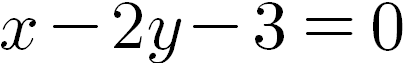 x − 2y − 3 = 0